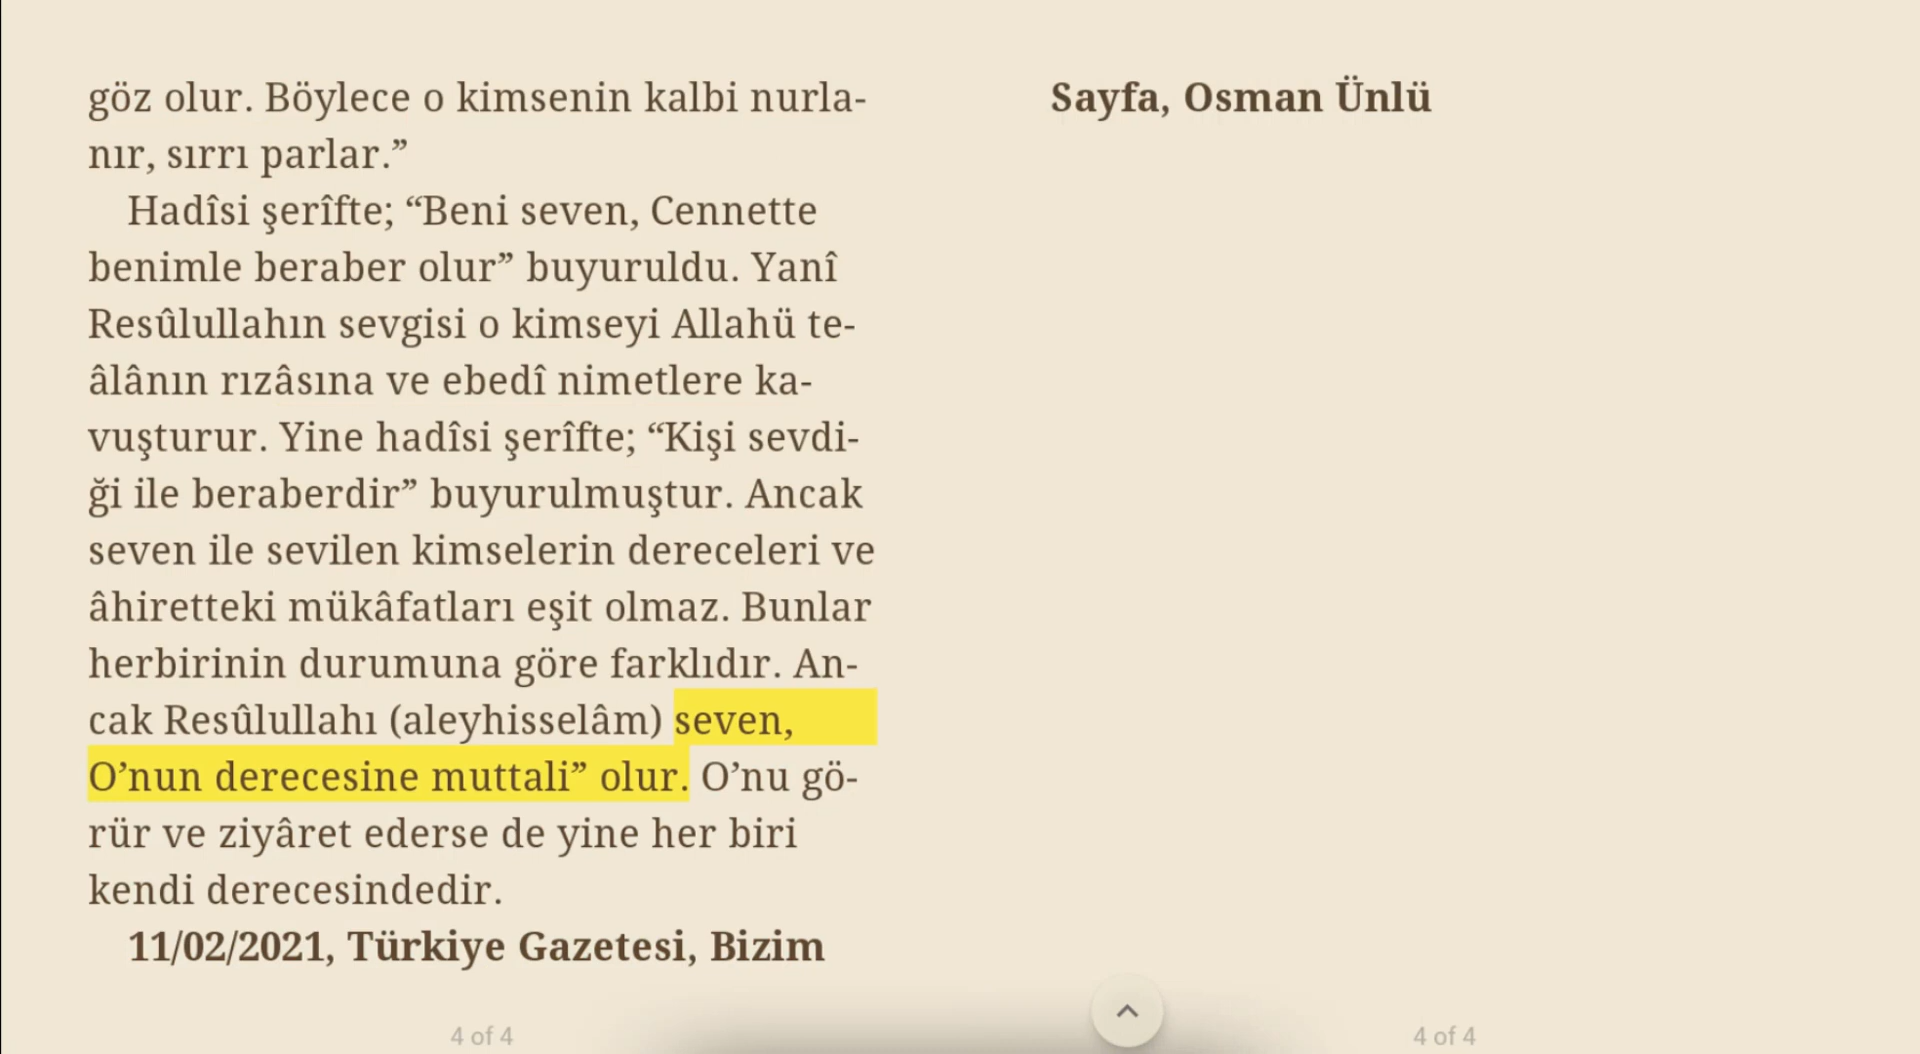 göz olur. Böylece o kimsenin kalbi nurla-
nır, sırrı parlar.”
Hadîsi şerîfte; “Beni seven, Cennette
benimle beraber olur” buyuruldu. Yanî
Resûlullahın sevgisi o kimseyi Allahü te-
âlânın rızâsına ve ebedî nimetlere ka-
vuşturur. Yine hadîsi şerîfte; “Kişi sevdi-
ği ile beraberdir” buyurulmuştur. Ancak
seven ile sevilen kimselerin dereceleri ve
âhiretteki mükâfatları eşit olmaz. Bunlar
herbirinin durumuna göre farklıdır. An-
cak Resûlullahı (aleyhisselâm) seven,
O’nun derecesine muttali” olur. O’nu gö-
rür ve ziyâret ederse de yine her biri
kendi derecesindedir.
11/02/2021, Türkiye Gazetesi, Bizim
4 of 4
Sayfa, Osman Ünlü
4 of 4